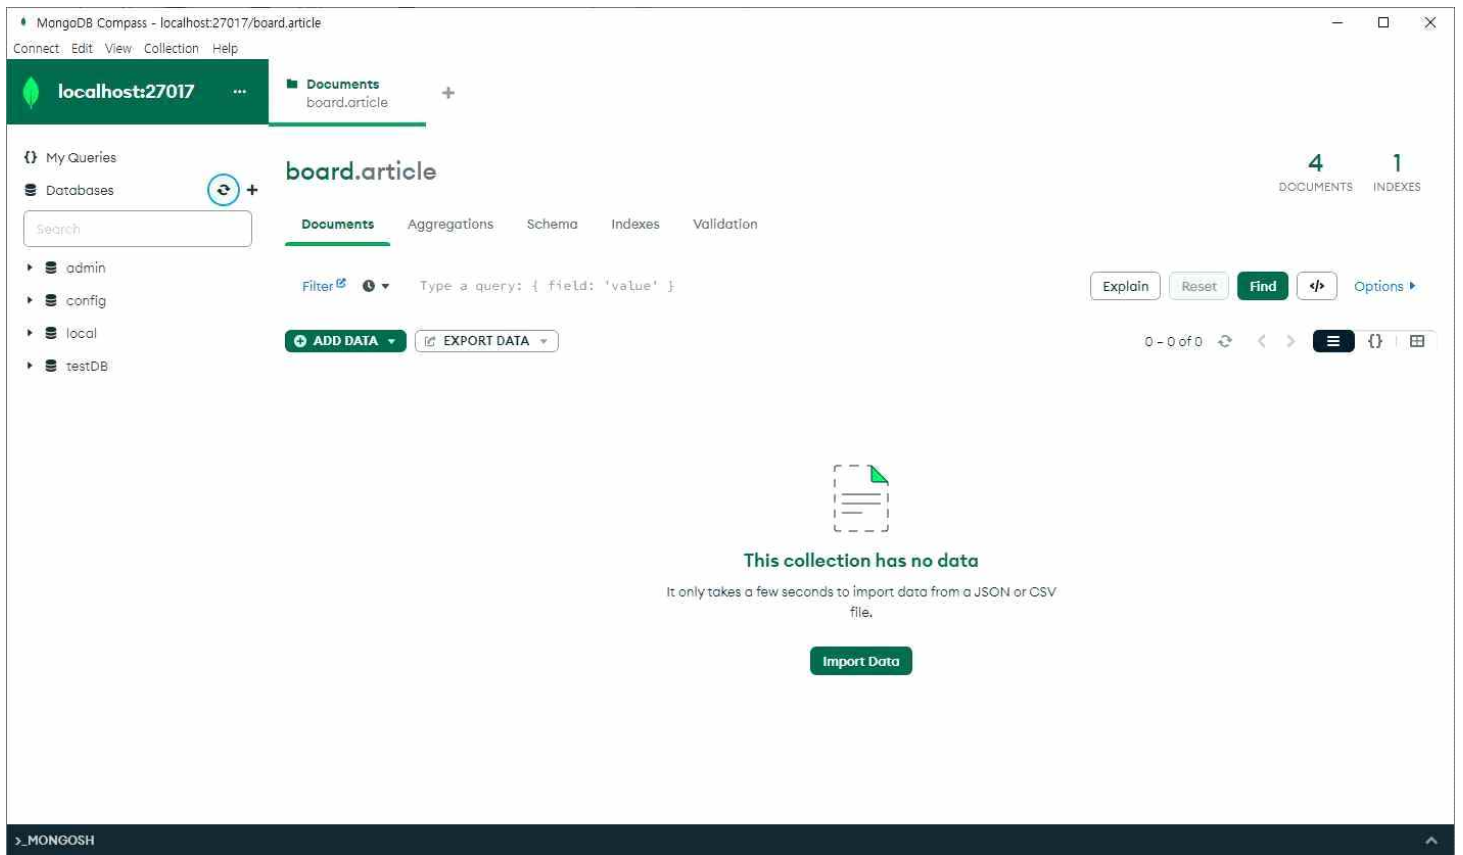 MongoDB Compass - localhost:27017/board.article
Connect Edit View Collection Help
localhost:27017 ...
Documents
board.article
{} My Queries
Databases
Search
admin
config
local
testDB
board.article
4
DOCUMENTS
1
INDEXES
Documents Aggregations Schema Indexes Validation
Filter Type a query: { field: 'value' } Explain Reset Find </> Options
ADD DATA EXPORT DATA 0 – 0 of 0 {}
This collection has no data
It only takes a few seconds to import data from a JSON or CSV
file.
Import Data
>_MONGOSH